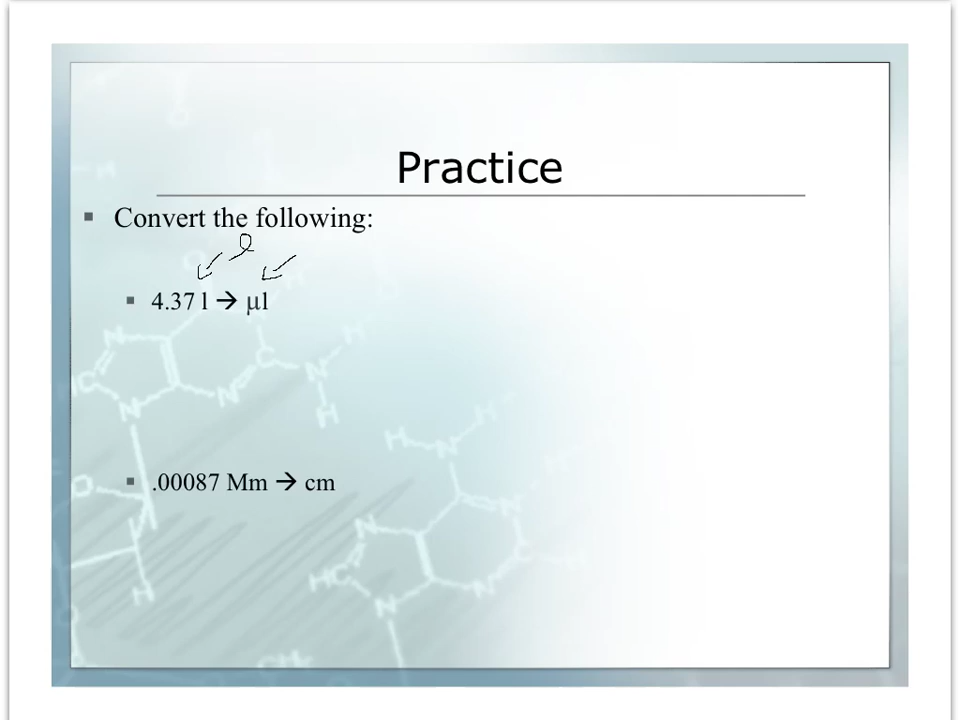 Practice
Convert the following:
ℓ
4.37 l → µl
.00087 Mm → cm